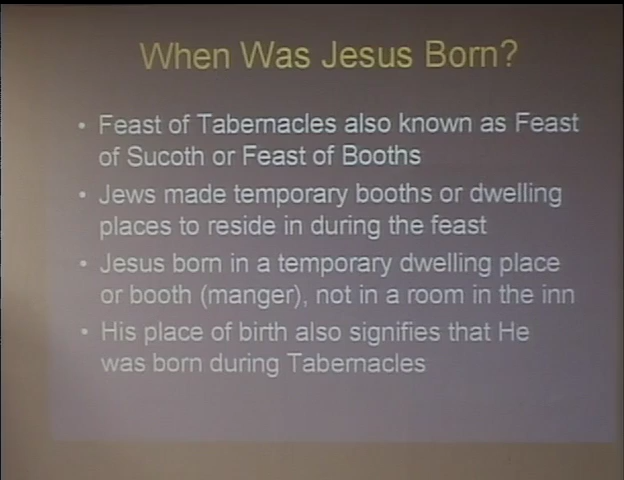 When Was Jesus Born?
• Feast of Tabernacles also known as Feast
of Sucoth or Feast of Booths
• Jews made temporary booths or dwelling
places to reside in during the feast
• Jesus born in a temporary dwelling place
or booth (manger), not in a room in the inn
• His place of birth also signifies that He
was born during Tabernacles